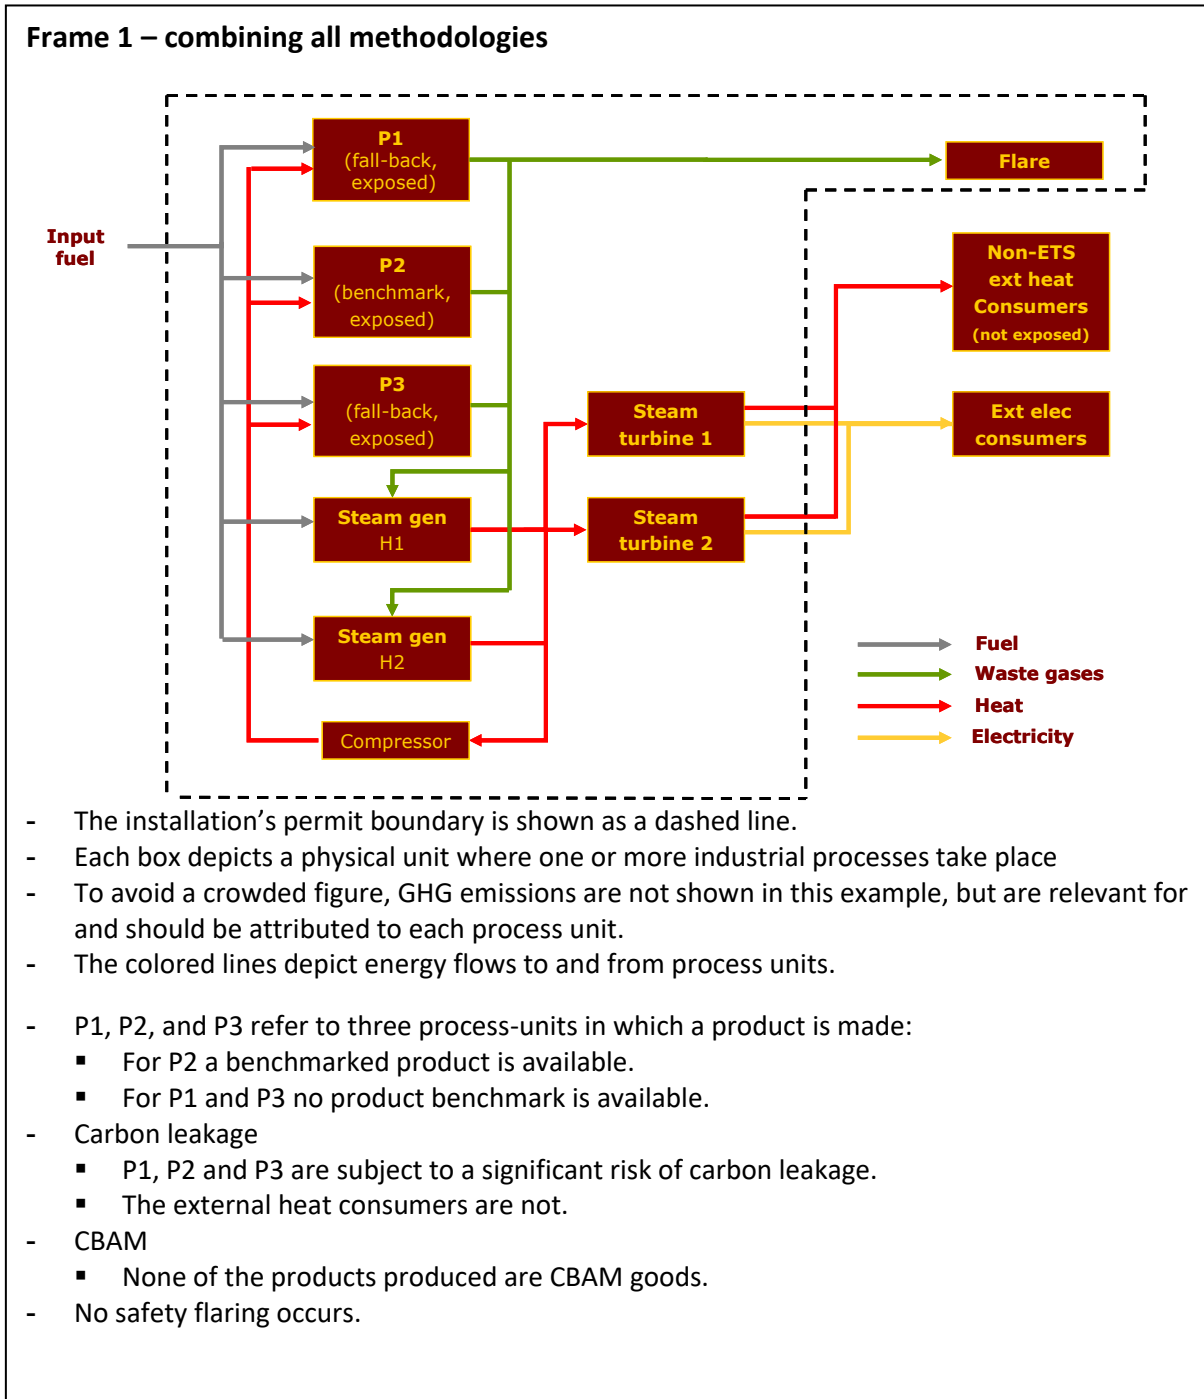 Frame 1 – combining all methodologies
P1
(fall-back,
exposed)
Flare
Input
fuel
P2
(benchmark,
exposed)
Non-ETS
ext heat
Consumers
(not exposed)
P3
(fall-back,
exposed)
Steam
turbine 1
Ext elec
consumers
Steam gen
H1
Steam
turbine 2
Steam gen
H2
Fuel
Waste gases
Heat
Electricity
Compressor
- The installation’s permit boundary is shown as a dashed line.
- Each box depicts a physical unit where one or more industrial processes take place
- To avoid a crowded figure, GHG emissions are not shown in this example, but are relevant for
and should be attributed to each process unit.
- The colored lines depict energy flows to and from process units.
- P1, P2, and P3 refer to three process-units in which a product is made:
▪ For P2 a benchmarked product is available.
▪ For P1 and P3 no product benchmark is available.
- Carbon leakage
▪ P1, P2 and P3 are subject to a significant risk of carbon leakage.
▪ The external heat consumers are not.
- CBAM
▪ None of the products produced are CBAM goods.
- No safety flaring occurs.